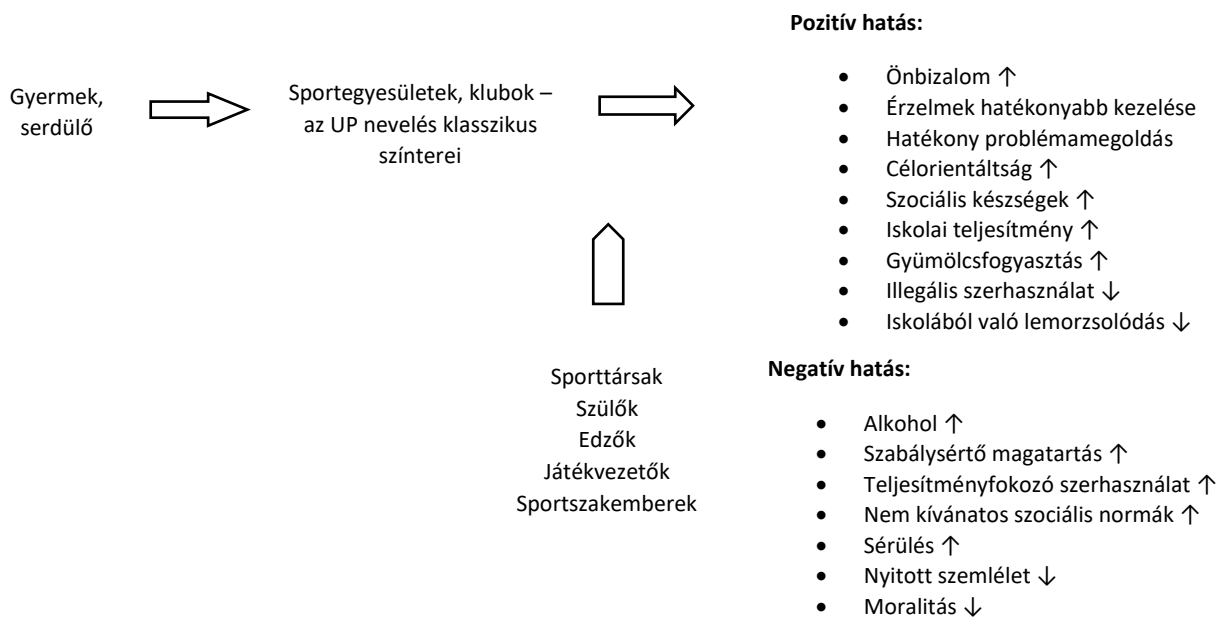 Gyermek,
serdülő
Sportegyesületek, klubok –
az UP nevelés klasszikus
színterei
Sporttársak
Szülők
Edzők
Játékvezetők
Sportszakemberek
Pozitív hatás:
• Önbizalom ↑
• Érzelmek hatékonyabb kezelése
• Hatékony problémamegoldás
• Célorientáltság ↑
• Szociális készségek ↑
• Iskolai teljesítmény ↑
• Gyümölcsfogyasztás ↑
• Illegális szerhasználat ↓
• Iskolából való lemorzsolódás ↓
Negatív hatás:
• Alkohol ↑
• Szabálysértő magatartás ↑
• Teljesítményfokozó szerhasználat ↑
• Nem kívánatos szociális normák ↑
• Sérülés ↑
• Nyitott szemlélet ↓
• Moralitás ↓